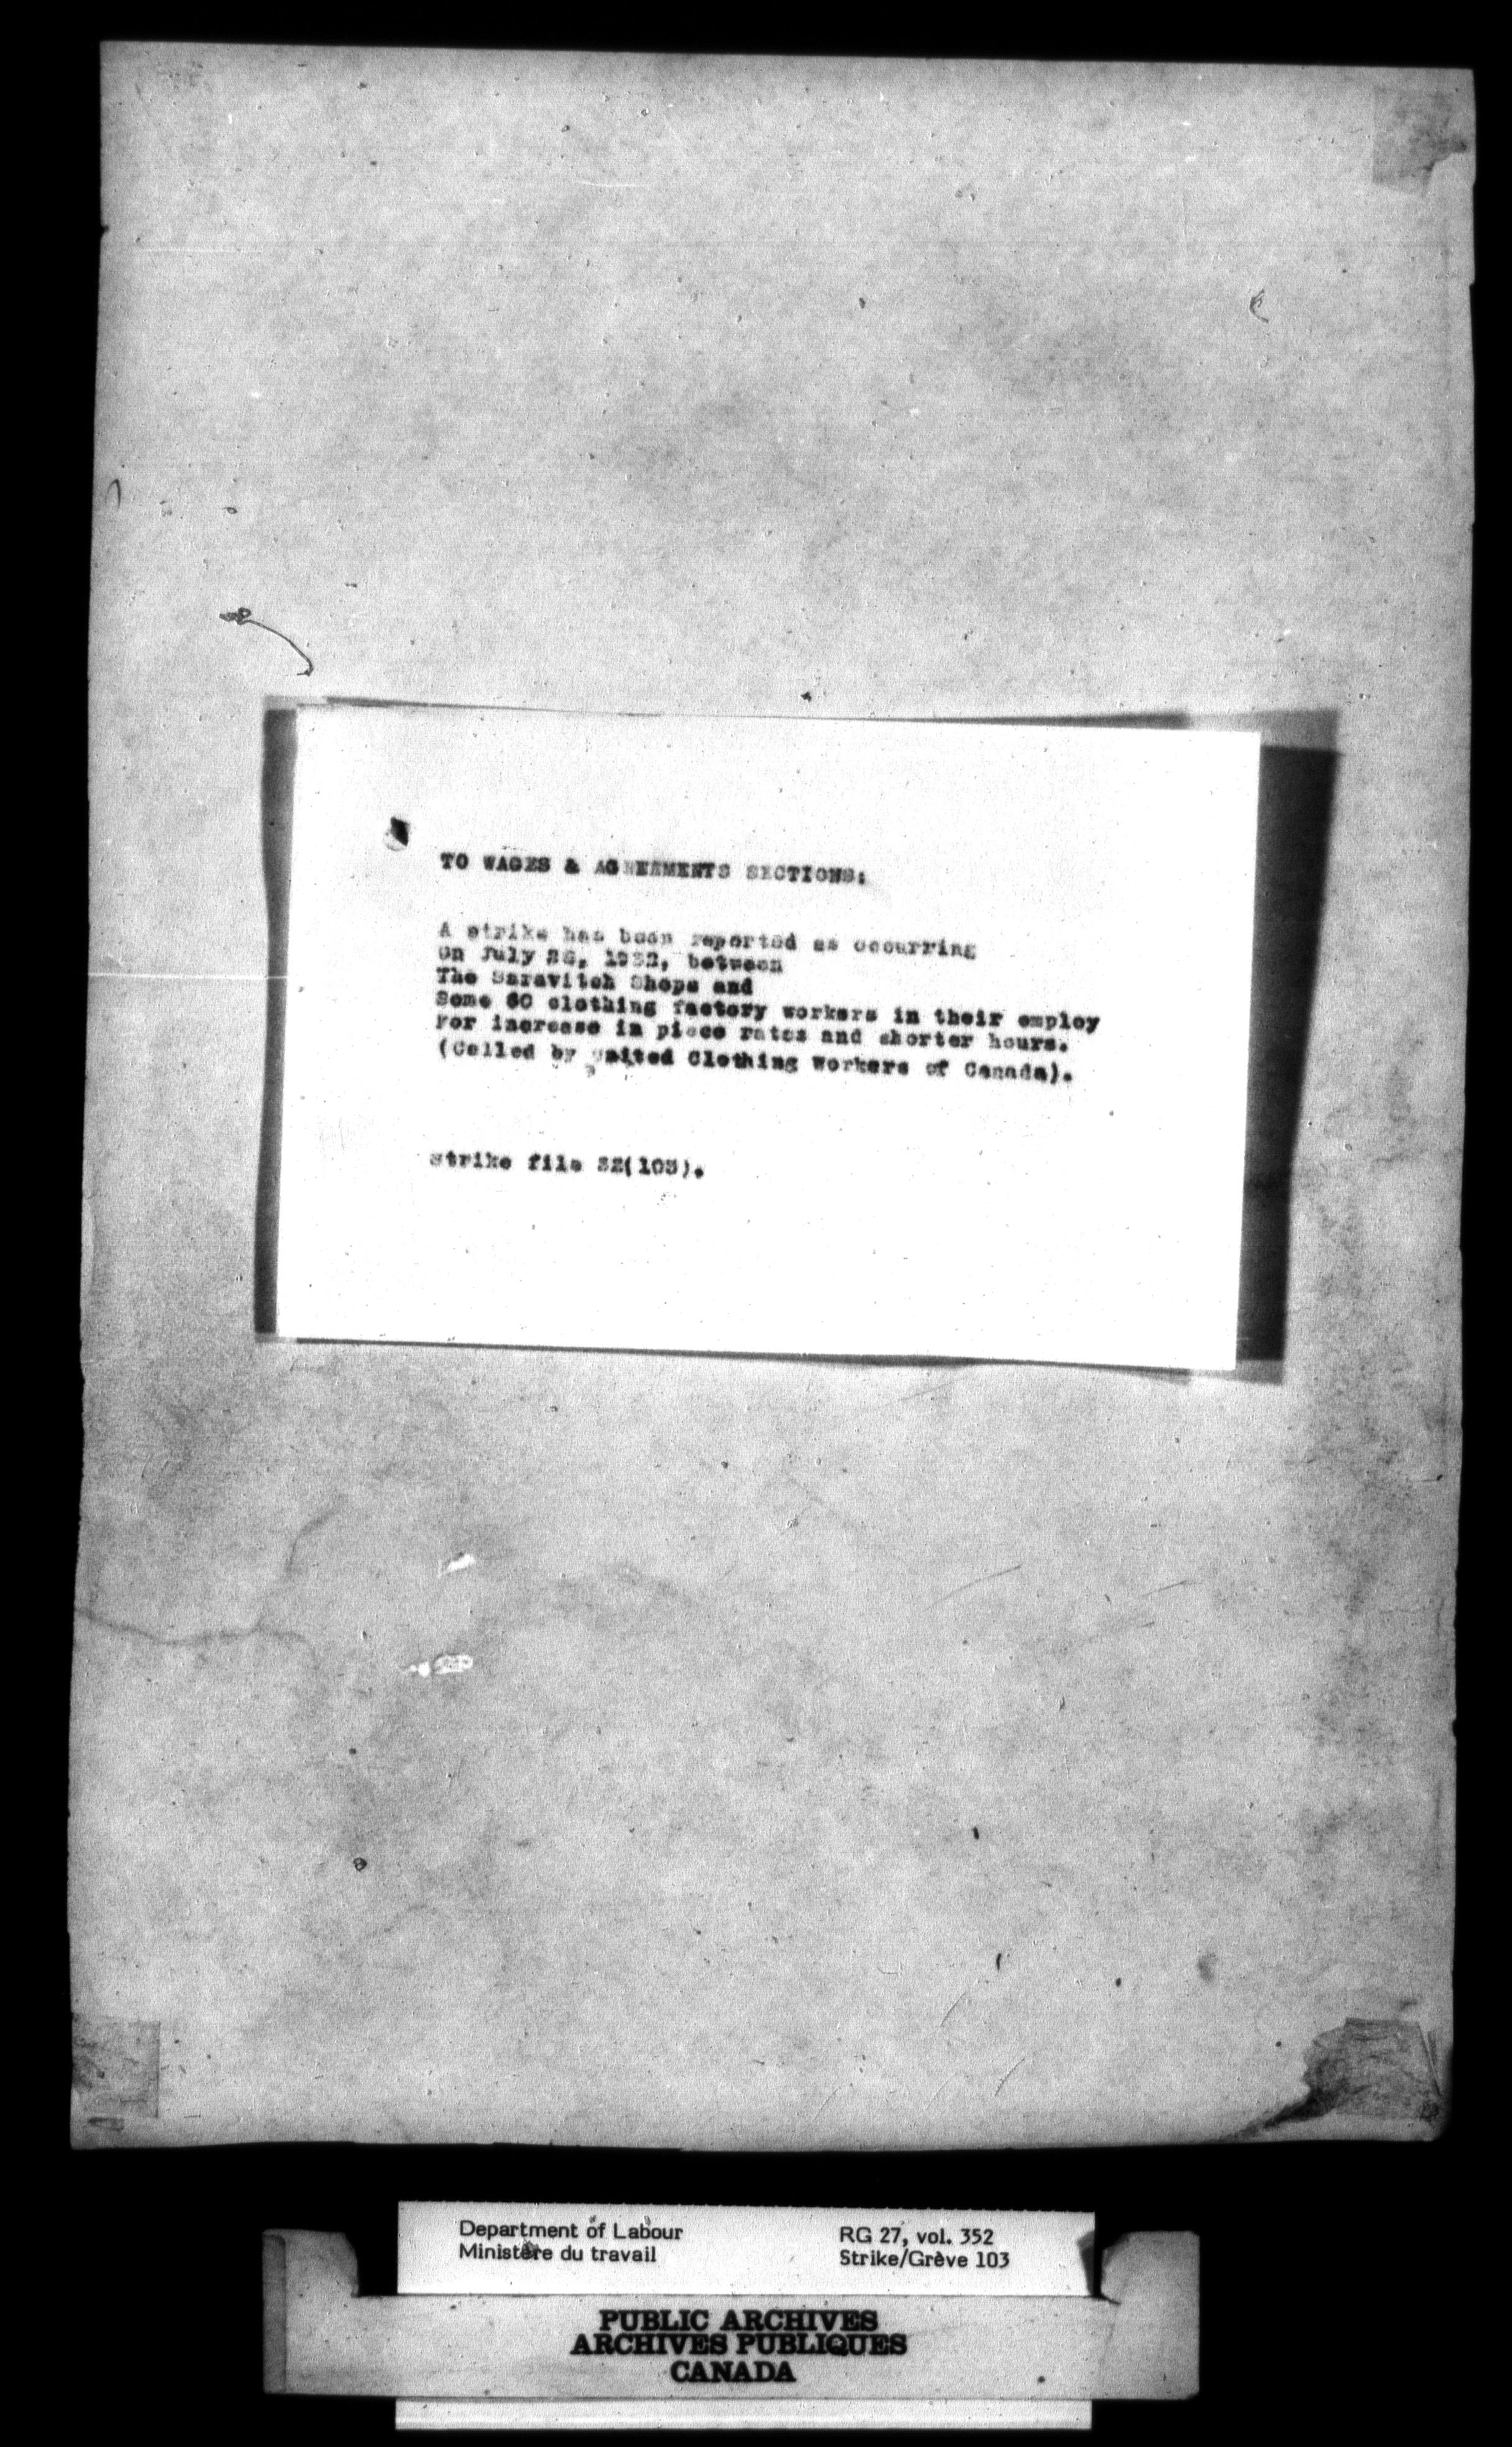 TO WAGES & AGREEMENTS SECTIONS:
A strike has been reported as occurring
On July 26, 1932, between
The Saravitch Shops and
Some 60 clothing factory workers in their employ
For increase in piece rates and shorter hours.
(Called by United Clothing Workers of Canada).
Strike file 32(103).
Department of Labour
Ministère du travail
RG 27, vol. 352
Strike/Grève 103
PUBLIC ARCHIVES
ARCHIVES PUBLIQUES
CANADA